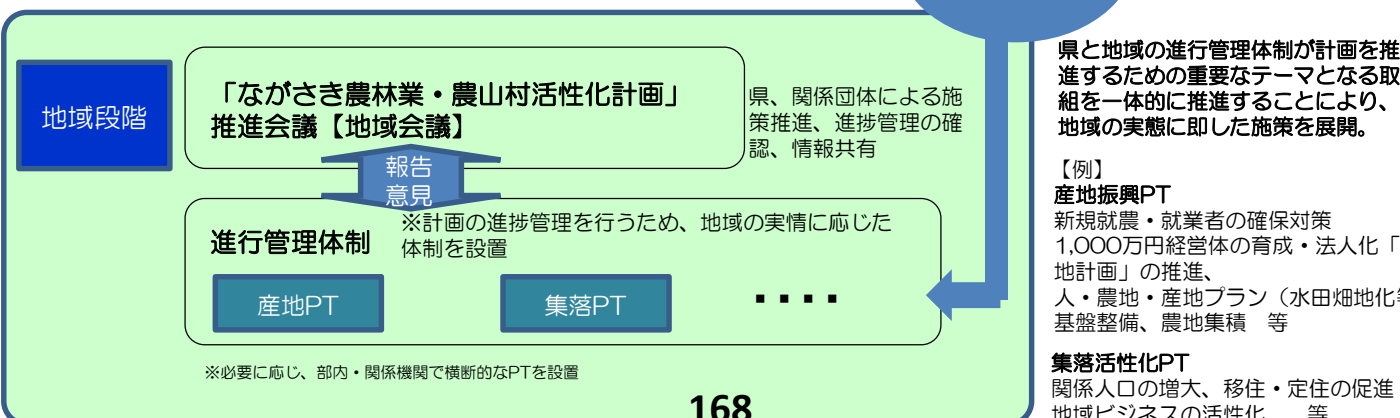 地域段階
「ながさき農林業・農山村活性化計画」
推進会議【地域会議】
県、関係団体による施
策推進、進捗管理の確
認、情報共有
報告
意見
進行管理体制
※計画の進捗管理を行うため、地域の実情に応じた
体制を設置
産地PT
集落PT
・・・・
※必要に応じ、部内・関係機関で横断的なPTを設置
168
県と地域の進行管理体制が計画を推
進するための重要なテーマとなる取
組を一体的に推進することにより、
地域の実態に即した施策を展開。
【例】
産地振興PT
新規就農・就業者の確保対策
1,000万円経営体の育成・法人化「
地計画」の推進、
人・農地・産地プラン（水田畑地化
基盤整備、農地集積　等
集落活性化PT
関係人口の増大、移住・定住の促進
地域ビジネスの活性化　等